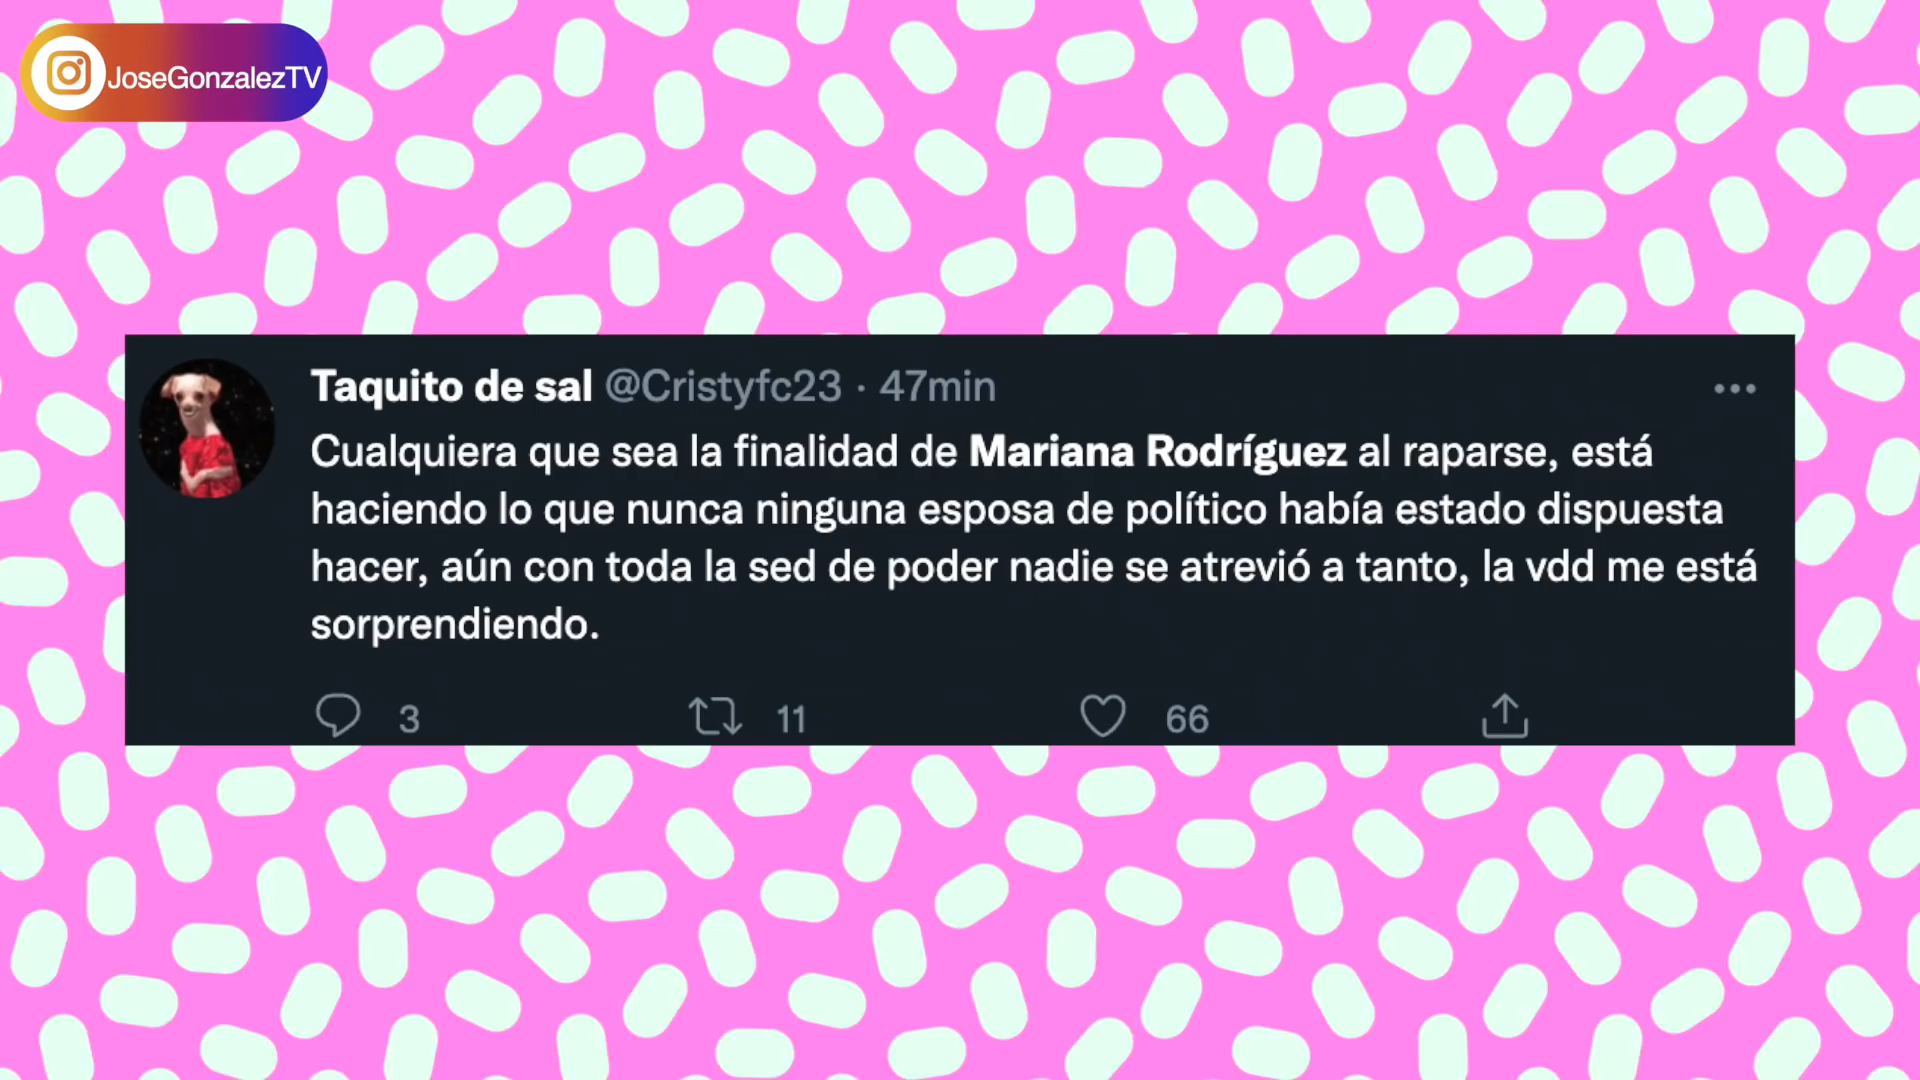 JoseGonzalezTV
Taquito de sal @Cristyfc23 · 47min
Cualquiera que sea la finalidad de Mariana Rodríguez al raparse, está
haciendo lo que nunca ninguna esposa de político había estado dispuesta
hacer, aún con toda la sed de poder nadie se atrevió a tanto, la vdd me está
sorprendiendo.
3 11 66